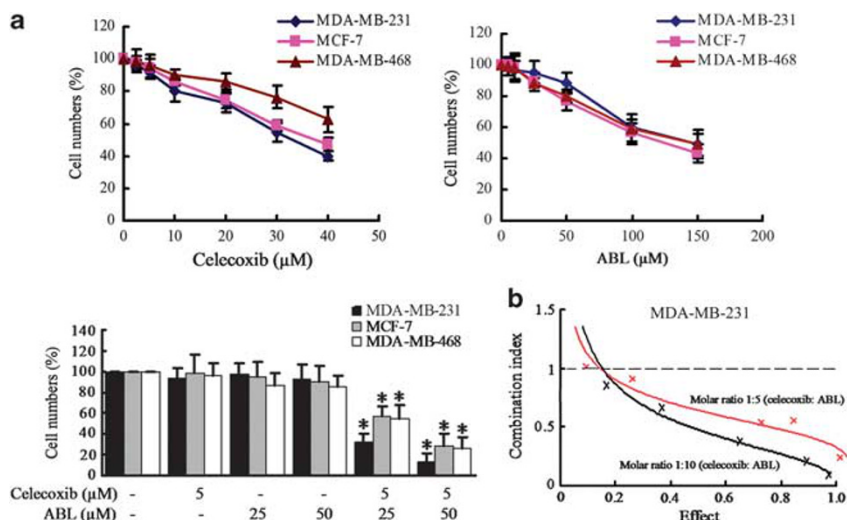 a
Cell numbers (%)
120
100
80
60
40
20
0
0 10 20 30 40 50
Celecoxib (µM)
MDA-MB-231
MCF-7
MDA-MB-468
Cell numbers (%)
120
100
80
60
40
20
0
0 50 100 150 200
ABL (µM)
MDA-MB-231
MCF-7
MDA-MB-468
Cell numbers (%)
140
120
100
80
60
40
20
0
MDA-MB-231
MCF-7
MDA-MB-468
* * *
* * *
Celecoxib (µM) - 5 - - 5 5
ABL (µM) - - 25 50 25 50
b
MDA-MB-231
Combination index
1.5
1
0.5
0
Molar ratio 1:5 (celecoxib: ABL)
Molar ratio 1:10 (celecoxib: ABL)
0 0.2 0.4 0.6 0.8 1.0
Effect